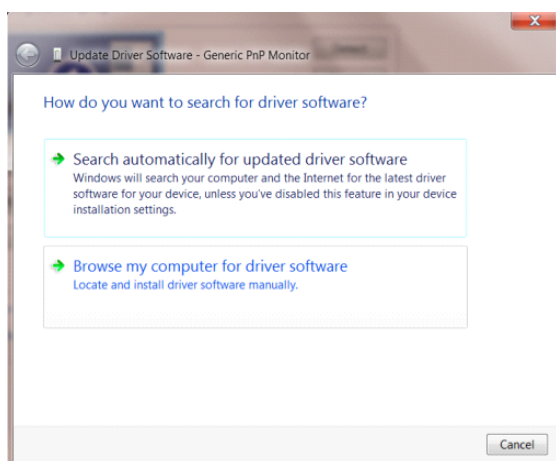 Update Driver Software - Generic PnP Monitor
How do you want to search for driver software?
Search automatically for updated driver software
Windows will search your computer and the Internet for the latest driver
software for your device, unless you've disabled this feature in your device
installation settings.
Browse my computer for driver software
Locate and install driver software manually.
Cancel